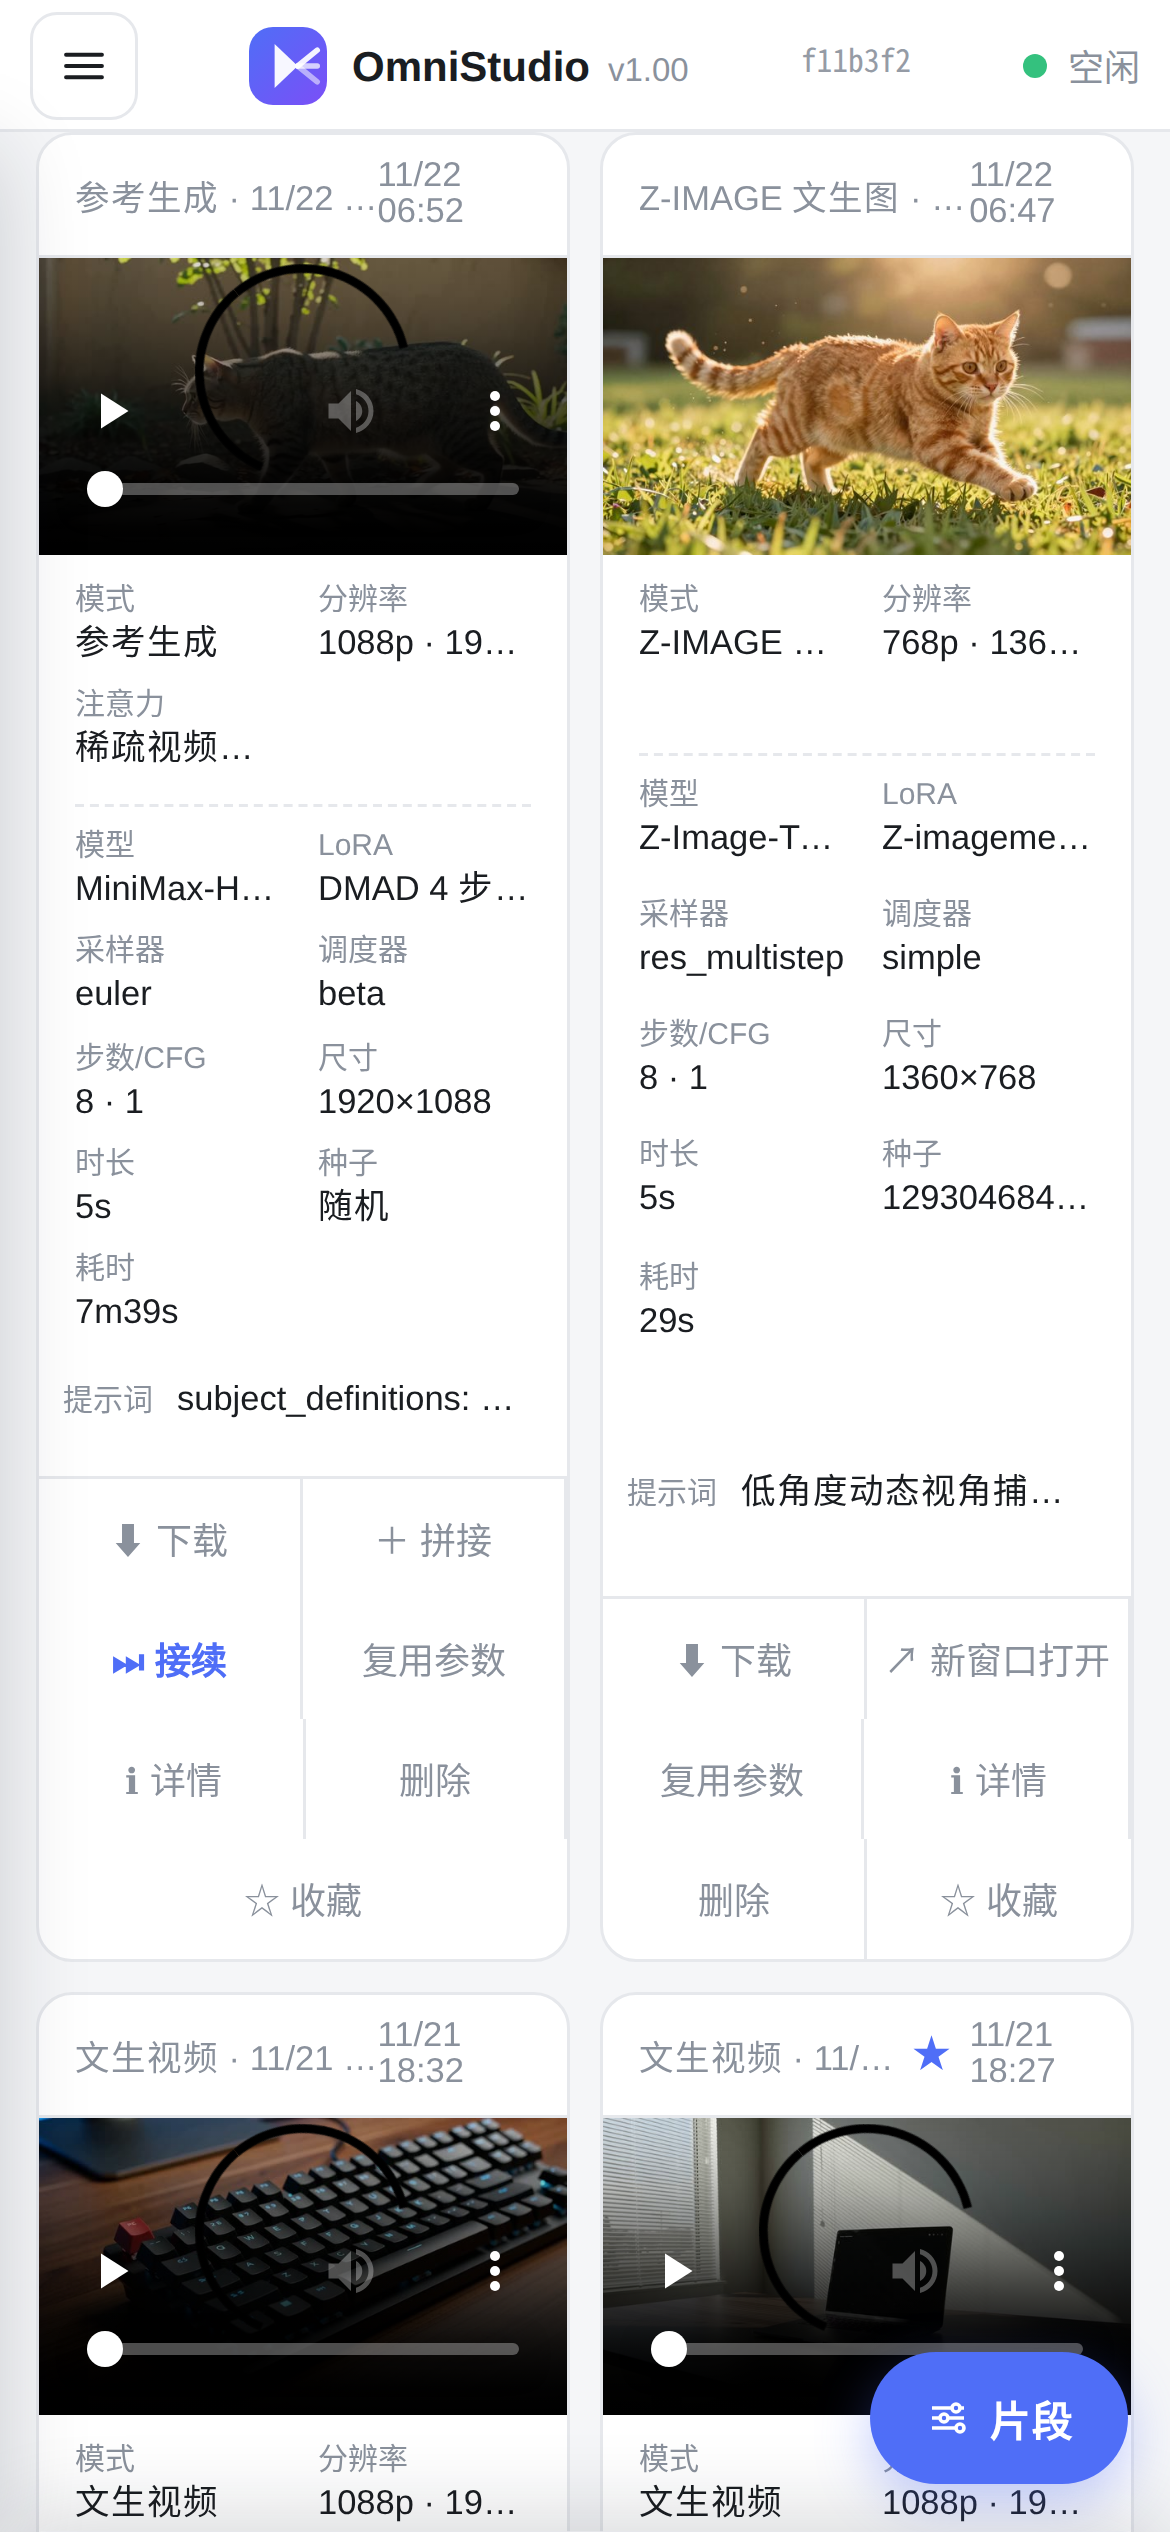 OmniStudio v1.00
f11b3f2
空闲
参考生成 · 11/22 ...
11/22
06:52
模式
参考生成
分辨率
1088p · 19...
注意力
稀疏视频...
模型
MiniMax-H...
LoRA
DMAD 4 步...
采样器
euler
调度器
beta
步数/CFG
8 · 1
尺寸
1920×1088
时长
5s
种子
随机
耗时
7m39s
提示词 subject_definitions: ...
⬇ 下载
＋ 拼接
⏭ 接续
复用参数
ℹ 详情
删除
☆ 收藏
Z-IMAGE 文生图 · ...
11/22
06:47
模式
Z-IMAGE ...
分辨率
768p · 136...
模型
Z-Image-T...
LoRA
Z-imageme...
采样器
res_multistep
调度器
simple
步数/CFG
8 · 1
尺寸
1360×768
时长
5s
种子
129304684...
耗时
29s
提示词 低角度动态视角捕...
⬇ 下载
↗ 新窗口打开
复用参数
ℹ 详情
删除
☆ 收藏
文生视频 · 11/21 ...
11/21
18:32
模式
文生视频
分辨率
1088p · 19...
文生视频 · 11/... ★
11/21
18:27
模式
文生视频
1088p · 19...
片段